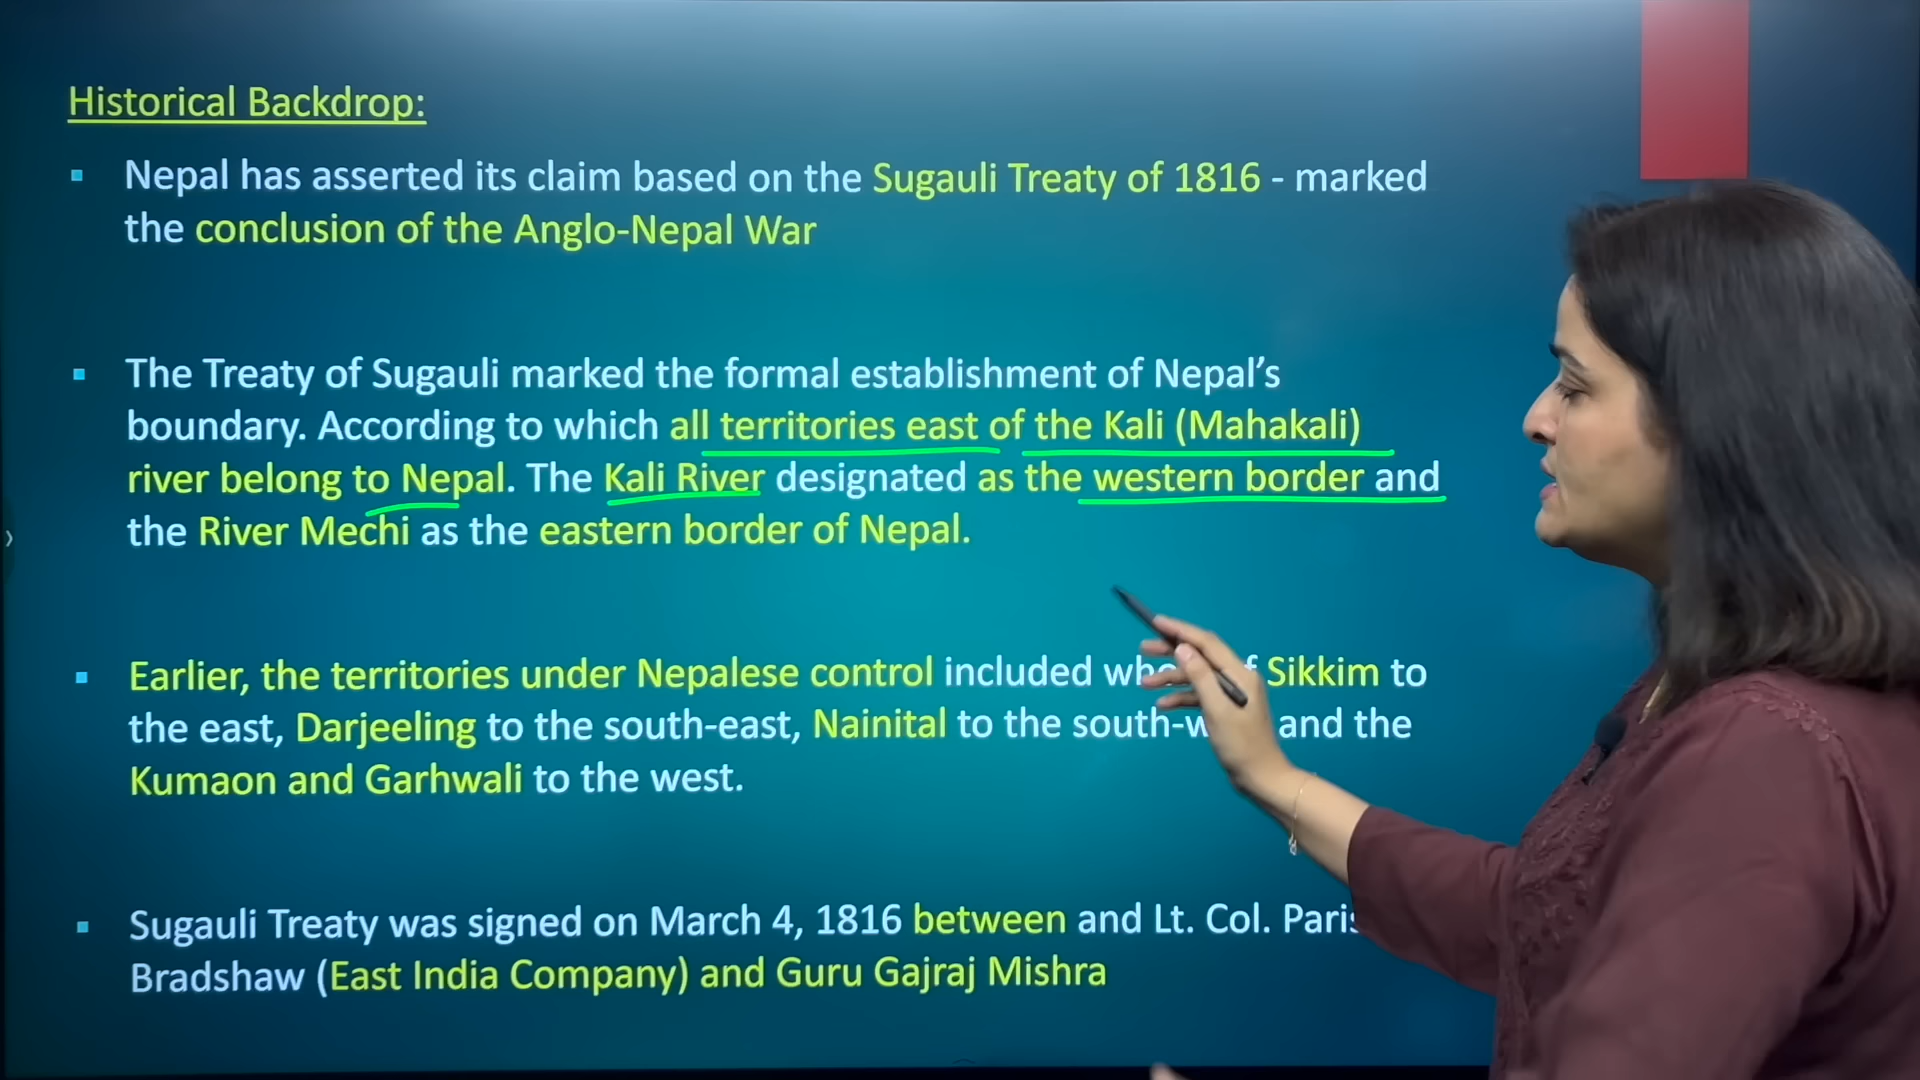 Historical Backdrop:
Nepal has asserted its claim based on the Sugauli Treaty of 1816 - marked
the conclusion of the Anglo-Nepal War
The Treaty of Sugauli marked the formal establishment of Nepal’s
boundary. According to which all territories east of the Kali (Mahakali)
river belong to Nepal. The Kali River designated as the western border and
the River Mechi as the eastern border of Nepal.
Earlier, the territories under Nepalese control included Sikkim to
the east, Darjeeling to the south-east, Nainital to the and the
Kumaon and Garhwali to the west.
Sugauli Treaty was signed on March 4, 1816 between and Lt. Col.
Bradshaw (East India Company) and Guru Gajraj Mishra